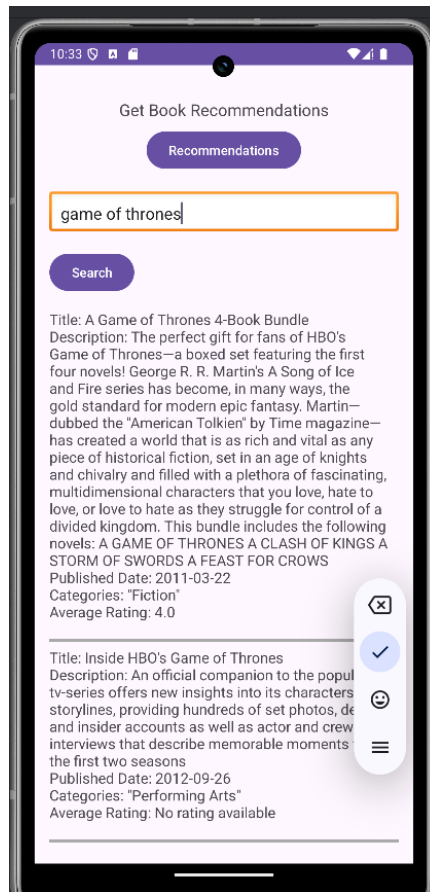 10:33
Get Book Recommendations
Recommendations
game of thrones
Search
Title: A Game of Thrones 4-Book Bundle
Description: The perfect gift for fans of HBO's
Game of Thrones—a boxed set featuring the first
four novels! George R. R. Martin's A Song of Ice
and Fire series has become, in many ways, the
gold standard for modern epic fantasy. Martin—
dubbed the "American Tolkien" by Time magazine—
has created a world that is as rich and vital as any
piece of historical fiction, set in an age of knights
and chivalry and filled with a plethora of fascinating,
multidimensional characters that you love, hate to
love, or love to hate as they struggle for control of a
divided kingdom. This bundle includes the following
novels: A GAME OF THRONES A CLASH OF KINGS A
STORM OF SWORDS A FEAST FOR CROWS
Published Date: 2011-03-22
Categories: "Fiction"
Average Rating: 4.0
Title: Inside HBO's Game of Thrones
Description: An official companion to the
tv-series offers new insights into its characters
storylines, providing hundreds of set photos,
and insider accounts as well as actor and crew
interviews that describe memorable moments
the first two seasons
Published Date: 2012-09-26
Categories: "Performing Arts"
Average Rating: No rating available